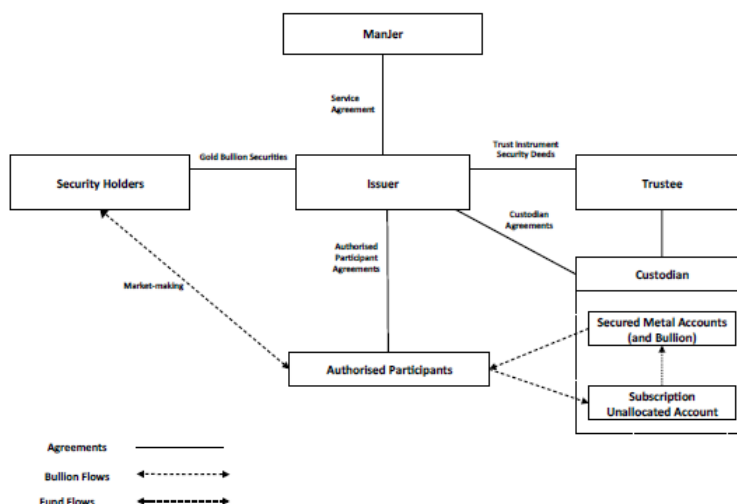 ManJer
Service
Agreement
Trust Instrument
Security Deeds
Gold Bullion Securities
Security Holders
Issuer
Trustee
Custodian
Agreements
Authorised
Participant
Agreements
Custodian
Market-making
Secured Metal Accounts
(and Bullion)
Authorised Participants
Subscription
Unallocated Account
Agreements
Bullion Flows
Fund Flows